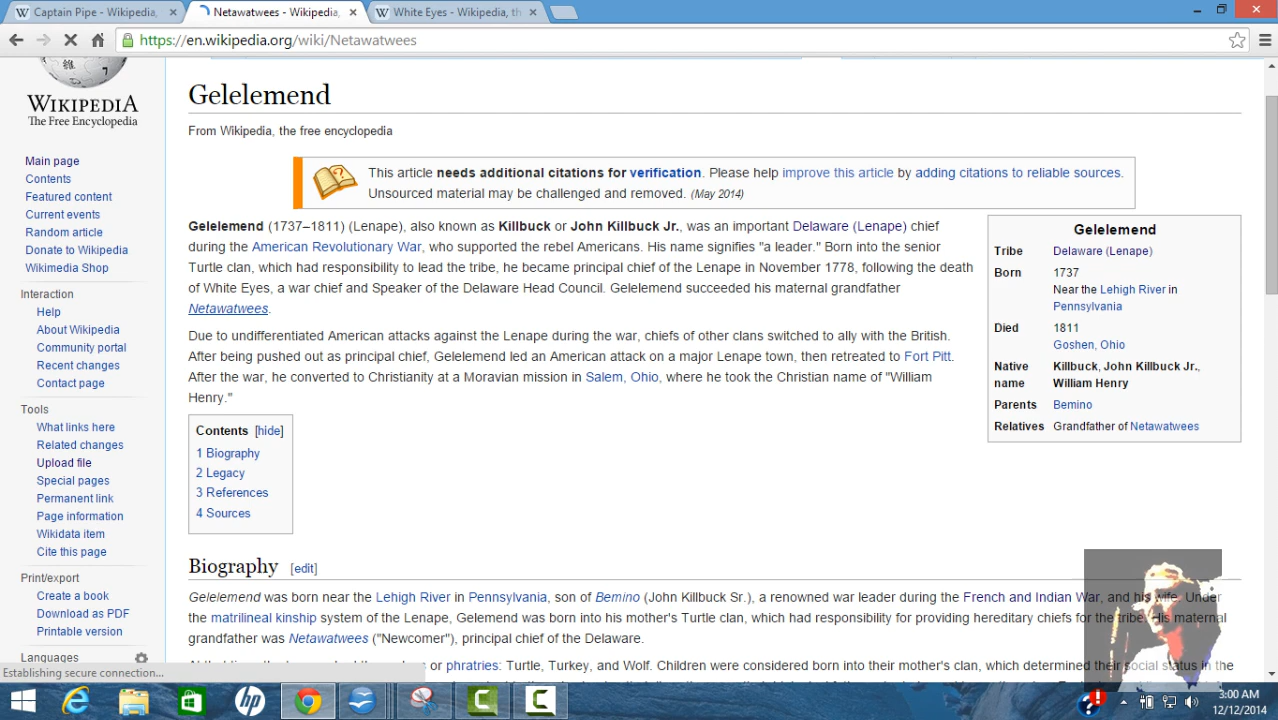 Captain Pipe - Wikipedia,
Netawatwees - Wikipedia,
White Eyes - Wikipedia, th
https://en.wikipedia.org/wiki/Netawatwees
WIKIPEDIA
The Free Encyclopedia
Main page
Contents
Featured content
Current events
Random article
Donate to Wikipedia
Wikimedia Shop
Interaction
Help
About Wikipedia
Community portal
Recent changes
Contact page
Tools
What links here
Related changes
Upload file
Special pages
Permanent link
Page information
Wikidata item
Cite this page
Print/export
Create a book
Download as PDF
Printable version
Languages
Gelelemend
From Wikipedia, the free encyclopedia
This article needs additional citations for verification. Please help improve this article by adding citations to reliable sources.
Unsourced material may be challenged and removed. (May 2014)
Gelelemend (1737–1811) (Lenape), also known as Killbuck or John Killbuck Jr., was an important Delaware (Lenape) chief
during the American Revolutionary War, who supported the rebel Americans. His name signifies "a leader." Born into the senior
Turtle clan, which had responsibility to lead the tribe, he became principal chief of the Lenape in November 1778, following the death
of White Eyes, a war chief and Speaker of the Delaware Head Council. Gelelemend succeeded his maternal grandfather
Netawatwees.
Due to undifferentiated American attacks against the Lenape during the war, chiefs of other clans switched to ally with the British.
After being pushed out as principal chief, Gelelemend led an American attack on a major Lenape town, then retreated to Fort Pitt.
After the war, he converted to Christianity at a Moravian mission in Salem, Ohio, where he took the Christian name of "William
Henry."
Gelelemend
Tribe Delaware (Lenape)
Born 1737
Near the Lehigh River in
Pennsylvania
Died 1811
Goshen, Ohio
Native Killbuck, John Killbuck Jr.,
name William Henry
Parents Bemino
Relatives Grandfather of Netawatwees
Contents [hide]
1 Biography
2 Legacy
3 References
4 Sources
Biography [edit]
Gelelemend was born near the Lehigh River in Pennsylvania, son of Bemino (John Killbuck Sr.), a renowned war leader during the French and Indian War, and his wife. Under
the matrilineal kinship system of the Lenape, Gelemend was born into his mother's Turtle clan, which had responsibility for providing hereditary chiefs for the tribe. His maternal
grandfather was Netawatwees ("Newcomer"), principal chief of the Delaware.
or phratries: Turtle, Turkey, and Wolf. Children were considered born into their mother's clan, which determined their social status in the
Establishing secure connection...
3:00 AM
12/12/2014